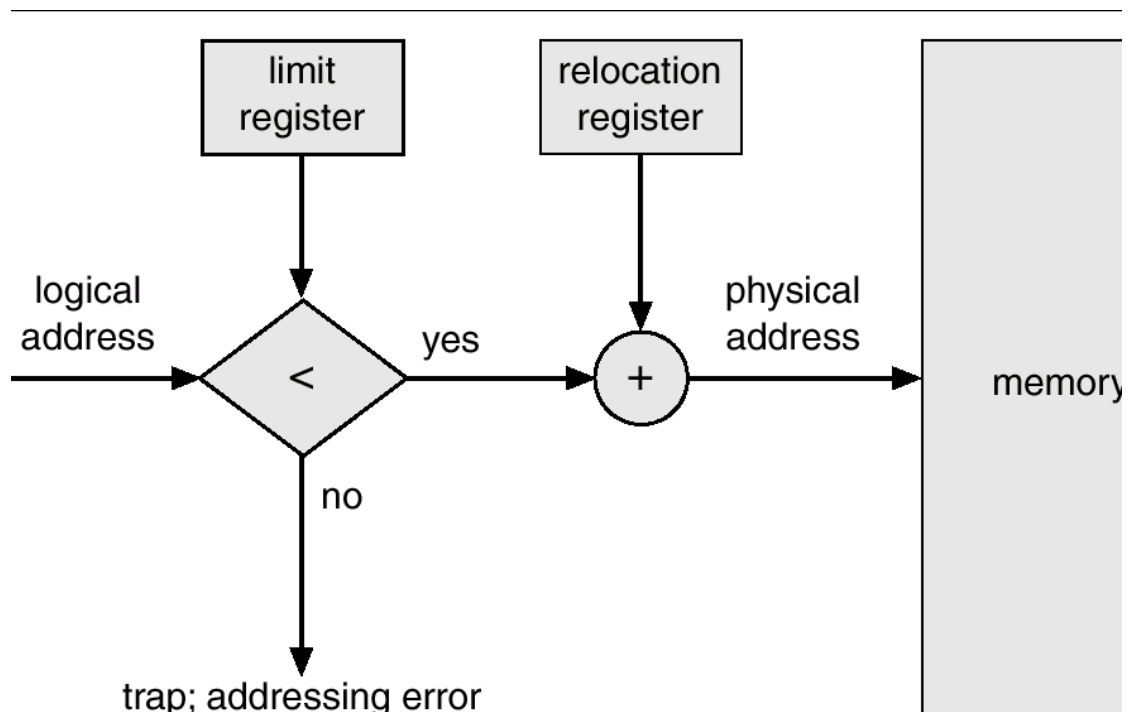 limit
register
relocation
register
logical
address
<
yes
+
physical
address
memory
no
trap; addressing error